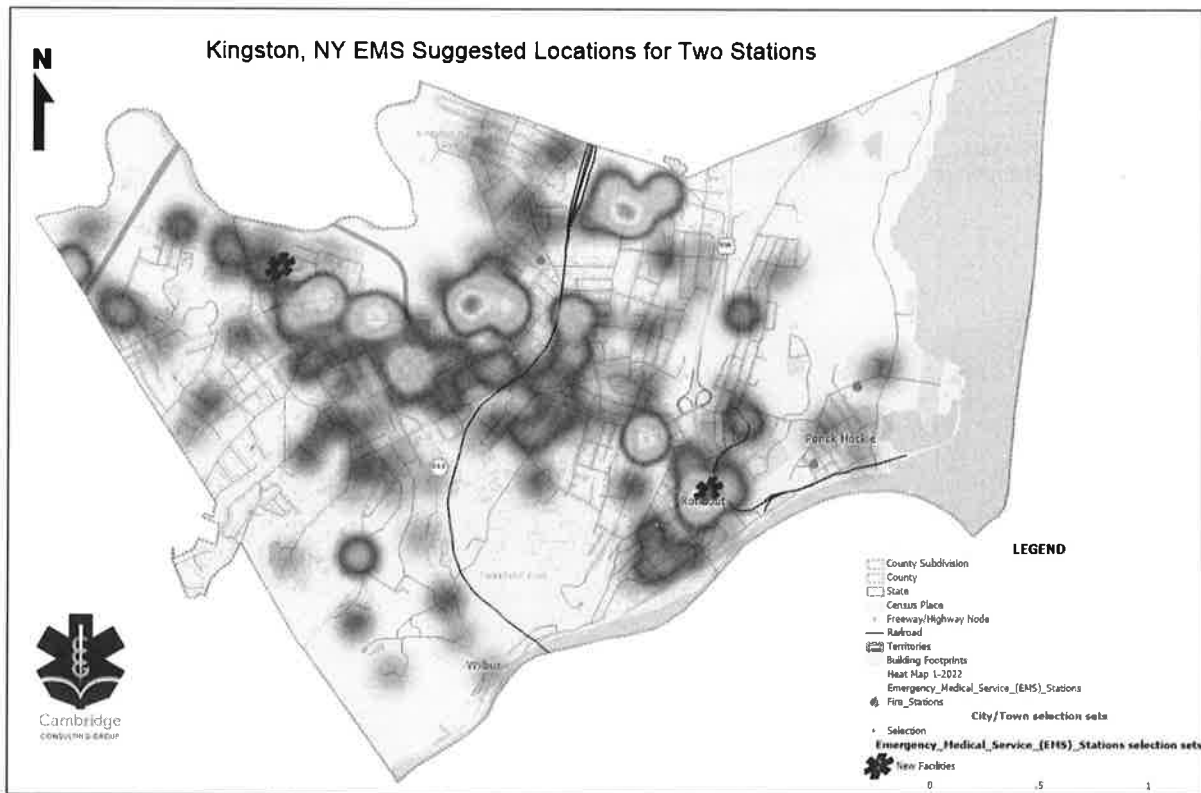 Kingston, NY EMS Suggested Locations for Two Stations
N
Rondout
Ponck Hockie
Wilbur
LEGEND
County Subdivision
County
State
Census Place
Freeway/Highway Node
Railroad
Territories
Building Footprints
Heat Map 1-2022
Emergency_Medical_Service_(EMS)_Stations
Fire_Stations
City/Town selection sets
Selection
Emergency_Medical_Service_(EMS)_Stations selection sets
New Facilities
0 .5 1
Cambridge
CONSULTING GROUP